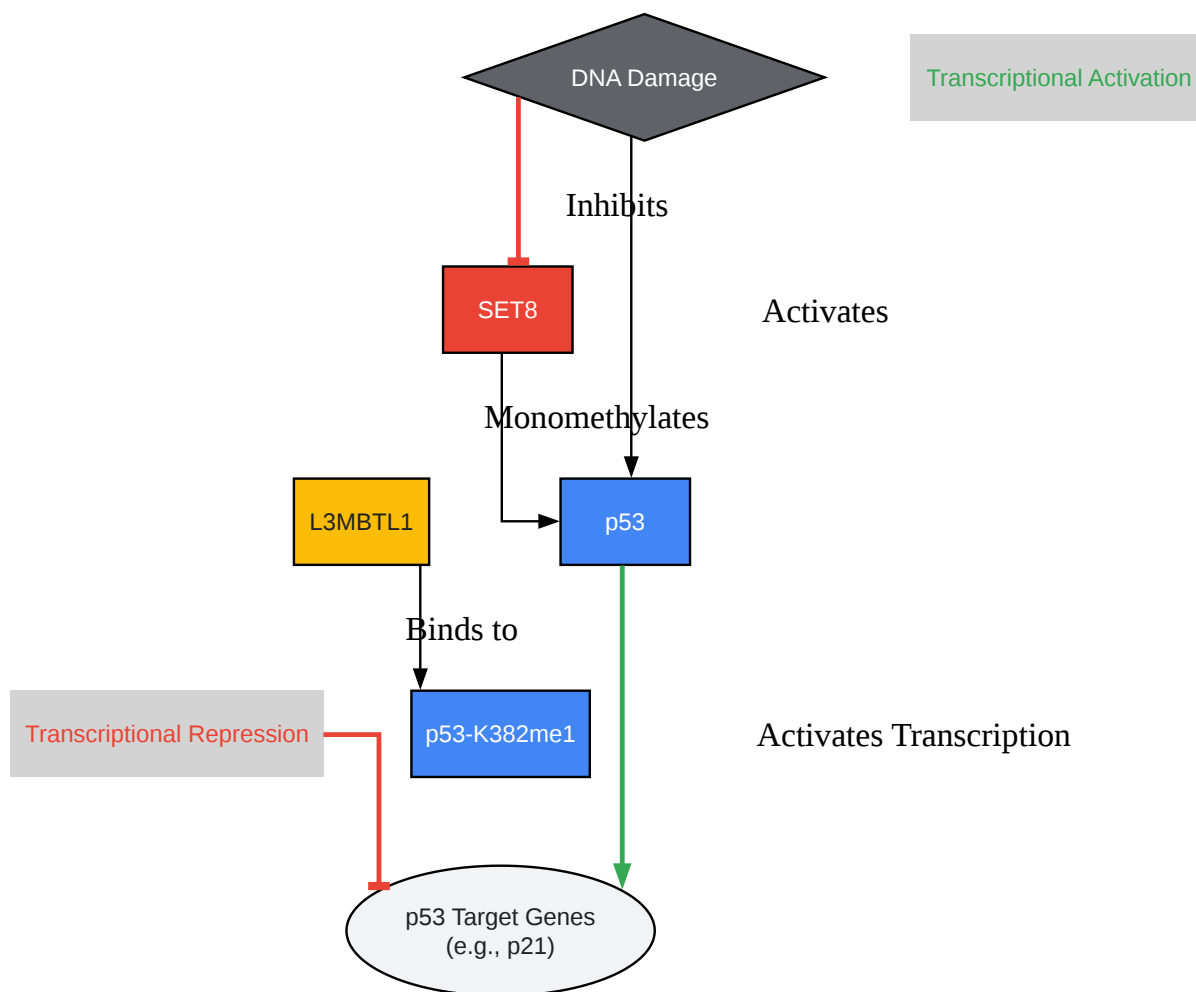 DNA Damage
Transcriptional Activation
Inhibits
SET8
Activates
Monomethylates
L3MBTL1
p53
Binds to
Transcriptional Repression
p53-K382me1
Activates Transcription
p53 Target Genes
(e.g., p21)